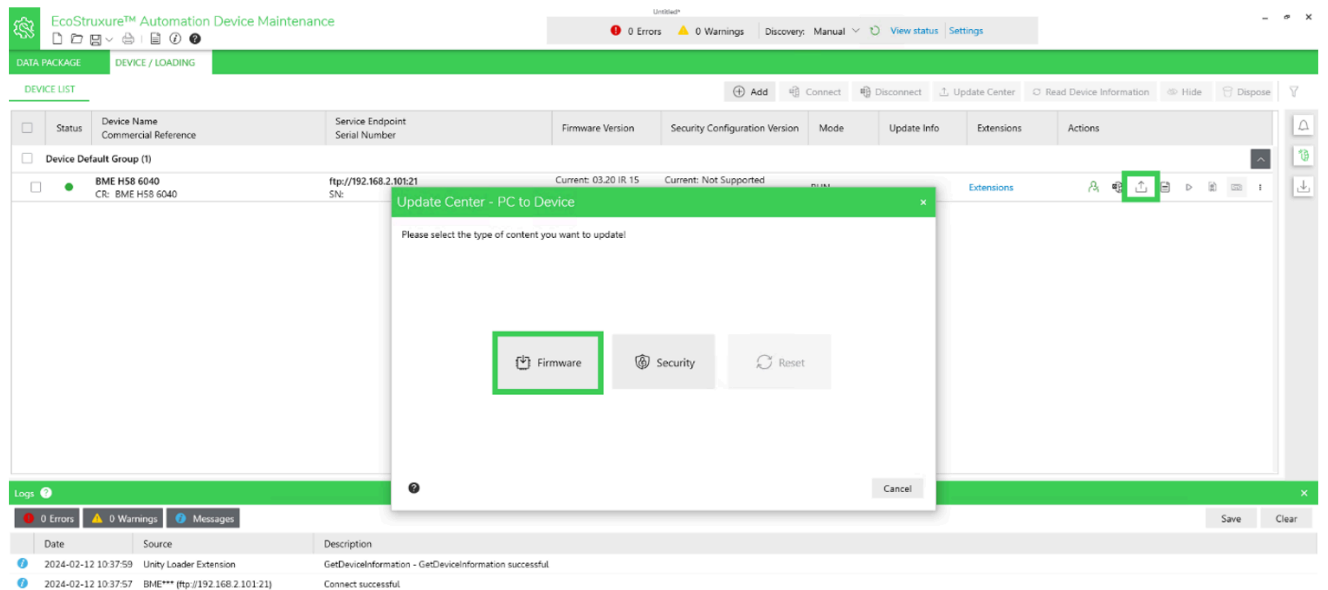 Untitled*
EcoStruxure™ Automation Device Maintenance
0 Errors 0 Warnings Discovery: Manual View status Settings
DATA PACKAGE DEVICE / LOADING
DEVICE LIST
Add Connect Disconnect Update Center Read Device Information Hide Dispose
Status Device Name Service Endpoint Firmware Version Security Configuration Version Mode Update Info Extensions Actions
Commercial Reference Serial Number
Device Default Group (1)
BME H58 6040 ftp://192.168.2.101:21 Current: 03.20 IR 15 Current: Not Supported Extensions
CR: BME H58 6040 SN:
Update Center - PC to Device
Please select the type of content you want to update!
Firmware Security Reset
Cancel
Logs
0 Errors 0 Warnings Messages Save Clear
Date Source Description
2024-02-12 10:37:59 Unity Loader Extension GetDeviceInformation - GetDeviceInformation successful
2024-02-12 10:37:57 BME*** (ftp://192.168.2.101:21) Connect successful